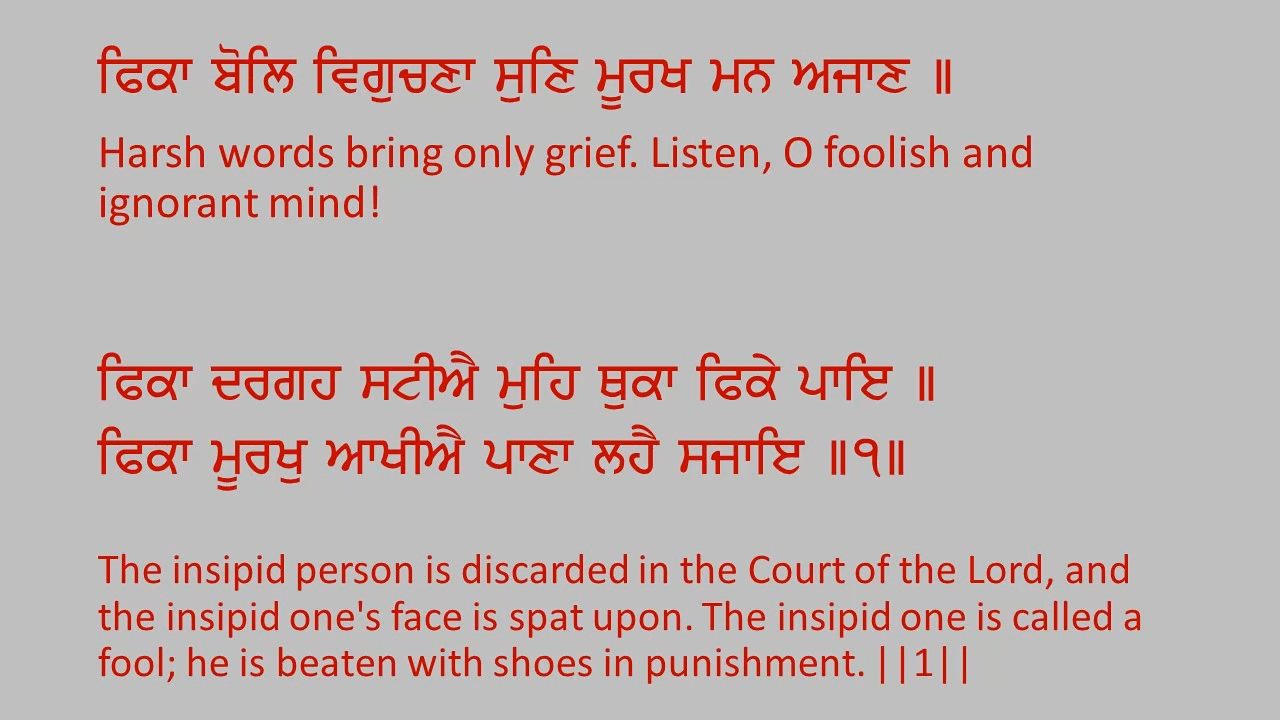 ਫਿਕਾ ਬੋਲਿ ਵਿਗੁਚਣਾ ਸੁਣਿ ਮੂਰਖ ਮਨ ਅਜਾਣ ॥
Harsh words bring only grief. Listen, O foolish and
ignorant mind!
ਫਿਕਾ ਦਰਗਹ ਸਟੀਐ ਮੁਹਿ ਥੁਕਾ ਫਿਕੇ ਪਾਇ ॥
ਫਿਕਾ ਮੂਰਖੁ ਆਖੀਐ ਪਾਣਾ ਲਹੈ ਸਜਾਇ ॥੧॥
The insipid person is discarded in the Court of the Lord, and
the insipid one's face is spat upon. The insipid one is called a
fool; he is beaten with shoes in punishment. ||1||